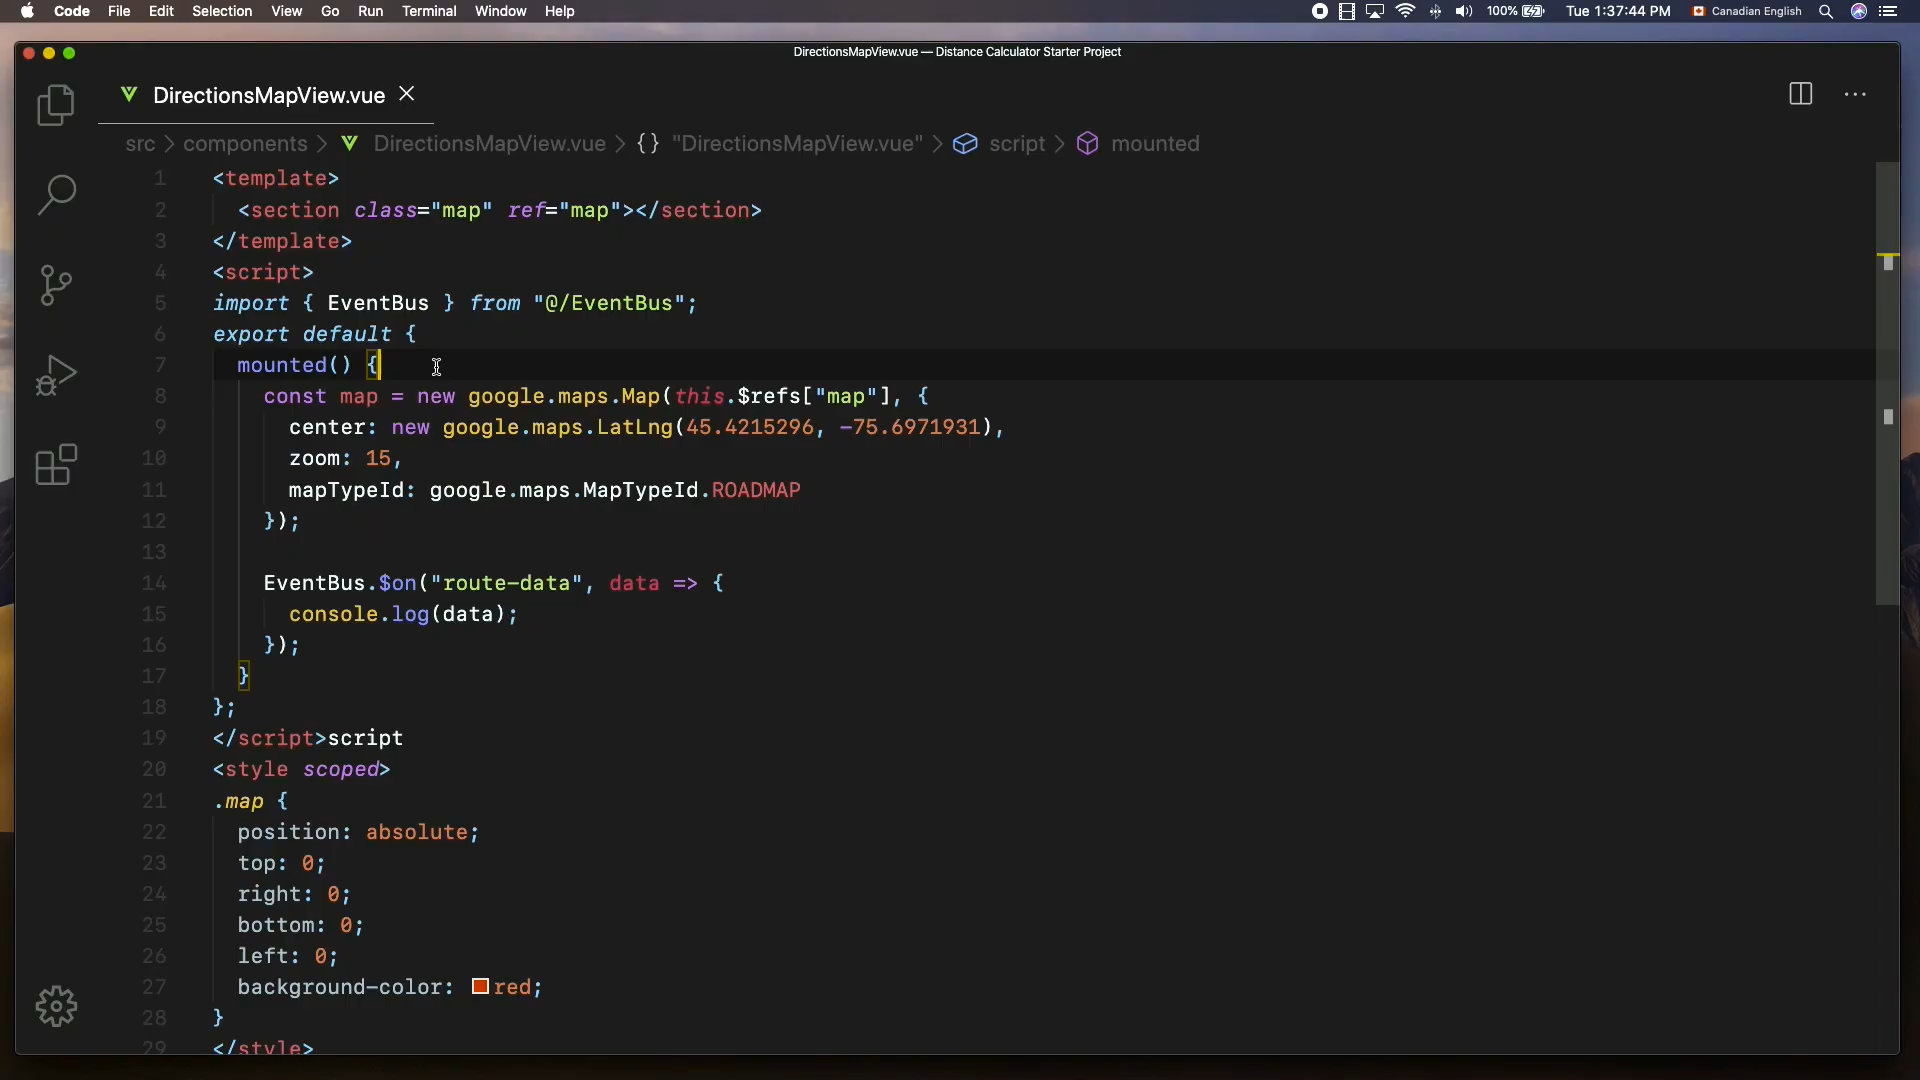 Code File Edit Selection View Go Run Terminal Window Help 100% Tue 1:37:44 PM Canadian English
DirectionsMapView.vue — Distance Calculator Starter Project
DirectionsMapView.vue
src > components > DirectionsMapView.vue > {} "DirectionsMapView.vue" > script > mounted
1 <template>
2 <section class="map" ref="map"></section>
3 </template>
4 <script>
5 import { EventBus } from "@/EventBus";
6 export default {
7 mounted() {
8 const map = new google.maps.Map(this.$refs["map"], {
9 center: new google.maps.LatLng(45.4215296, -75.6971931),
10 zoom: 15,
11 mapTypeId: google.maps.MapTypeId.ROADMAP
12 });
13
14 EventBus.$on("route-data", data => {
15 console.log(data);
16 });
17 }
18 };
19 </script>script
20 <style scoped>
21 .map {
22 position: absolute;
23 top: 0;
24 right: 0;
25 bottom: 0;
26 left: 0;
27 background-color: red;
28 }
29 </style>